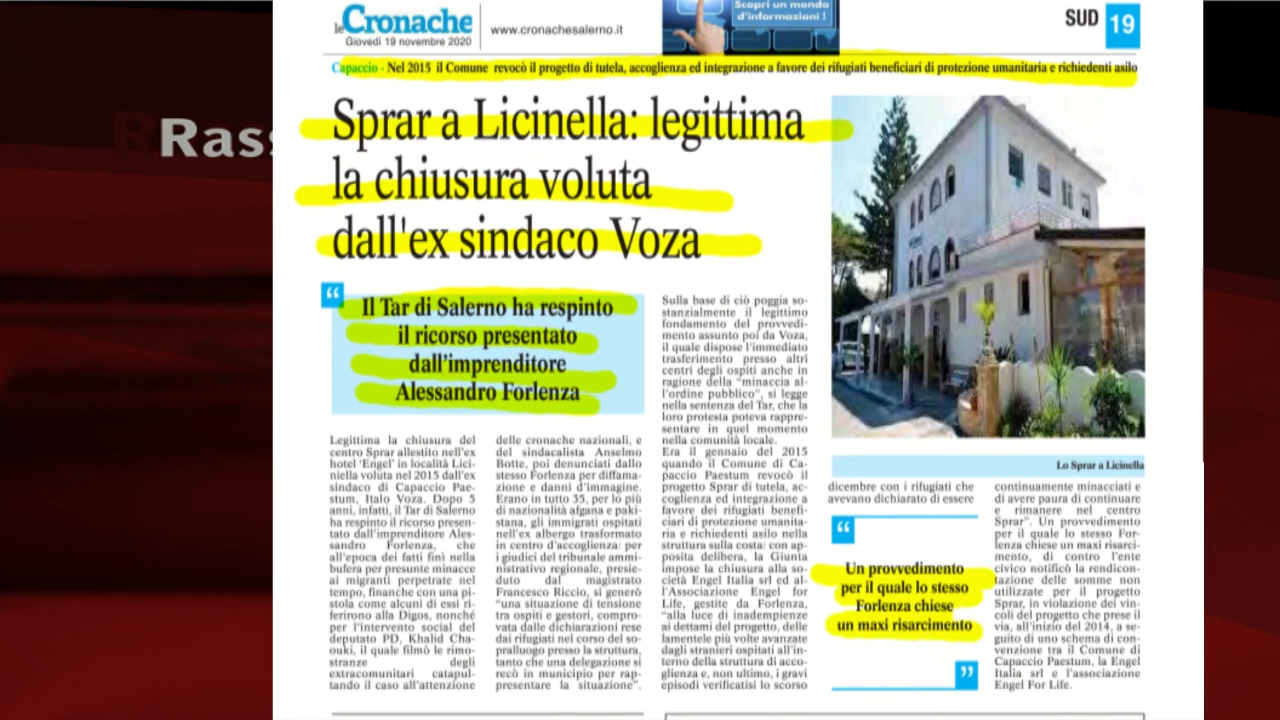 Rass
le Cronache
Giovedì 19 novembre 2020
www.cronachesalerno.it
Scopri un mondo
d'informazioni !
SUD 19
Capaccio - Nel 2015 il Comune revocò il progetto di tutela, accoglienza ed integrazione a favore dei rifugiati beneficiari di protezione umanitaria e richiedenti asilo
Sprar a Licinella: legittima
la chiusura voluta
dall'ex sindaco Voza
“
Il Tar di Salerno ha respinto
il ricorso presentato
dall'imprenditore
Alessandro Forlenza
Legittima la chiusura del
centro Sprar allestito nell'ex
hotel 'Engel' in località Lici-
niella voluta nel 2015 dall'ex
sindaco di Capaccio Pae-
stum, Italo Voza. Dopo 5
anni, infatti, il Tar di Salerno
ha respinto il ricorso presen-
tato dall'imprenditore Ales-
sandro Forlenza, che
all'epoca dei fatti finì nella
bufera per presunte minacce
ai migranti perpetrate nel
tempo, finanche con una pi-
stola come alcuni di essi ri-
ferirono alla Digos, nonché
per l'intervento social del
deputato PD, Khalid Cha-
ouki, il quale filmò le rimo-
stranze degli
extracomunitari catapul-
tando il caso all'attenzione
delle cronache nazionali, e
del sindacalista Anselmo
Botte, poi denunciati dallo
stesso Forlenza per diffama-
zione e danni d'immagine.
Erano in tutto 35, per lo più
di nazionalità afgana e paki-
stana, gli immigrati ospitati
nell'ex albergo trasformato
in centro d'accoglienza: per
i giudici del tribunale ammi-
nistrativo regionale, presie-
duto dal magistrato
Francesco Riccio, si generò
“una situazione di tensione
tra ospiti e gestori, compro-
vata dalle dichiarazioni rese
dai rifugiati nel corso del so-
pralluogo presso la struttura,
tanto che una delegazione si
recò in municipio per rap-
presentare la situazione”.
Sulla base di ciò poggia so-
stanzialmente il legittimo
fondamento del provvedi-
mento assunto poi da Voza,
il quale dispose l'immediato
trasferimento presso altri
centri degli ospiti anche in
ragione della “minaccia al-
l'ordine pubblico”, si legge
nella sentenza del Tar, che la
loro protesta poteva rappre-
sentare in quel momento
nella comunità locale.
Era il gennaio del 2015
quando il Comune di Ca-
paccio Paestum revocò il
progetto Sprar di tutela, ac-
coglienza ed integrazione a
favore dei rifugiati benefi-
ciari di protezione umanita-
ria e richiedenti asilo nella
struttura sulla costa: con ap-
posita delibera, la Giunta
impose la chiusura alla so-
cietà Engel Italia srl ed al-
l'Associazione Engel for
Life, gestite da Forlenza,
“alla luce di inadempienze
ai dettami del progetto, delle
lamentele più volte avanzate
dagli stranieri ospitati all'in-
terno della struttura di acco-
glienza e, non ultimo, i gravi
episodi verificatisi lo scorso
Lo Sprar a Licinella
dicembre con i rifugiati che
avevano dichiarato di essere
“
Un provvedimento
per il quale lo stesso
Forlenza chiese
un maxi risarcimento
”
continuamente minacciati e
di avere paura di continuare
e rimanere nel centro
Sprar”. Un provvedimento
per il quale lo stesso For-
lenza chiese un maxi risarci-
mento, di contro l'ente
civico notificò la rendicon-
tazione delle somme non
utilizzate per il progetto
Sprar, in violazione dei vin-
coli del progetto che prese il
via, all'inizio del 2014, a se-
guito di uno schema di con-
venzione tra il Comune di
Capaccio Paestum, la Engel
Italia srl e l'associazione
Engel For Life.